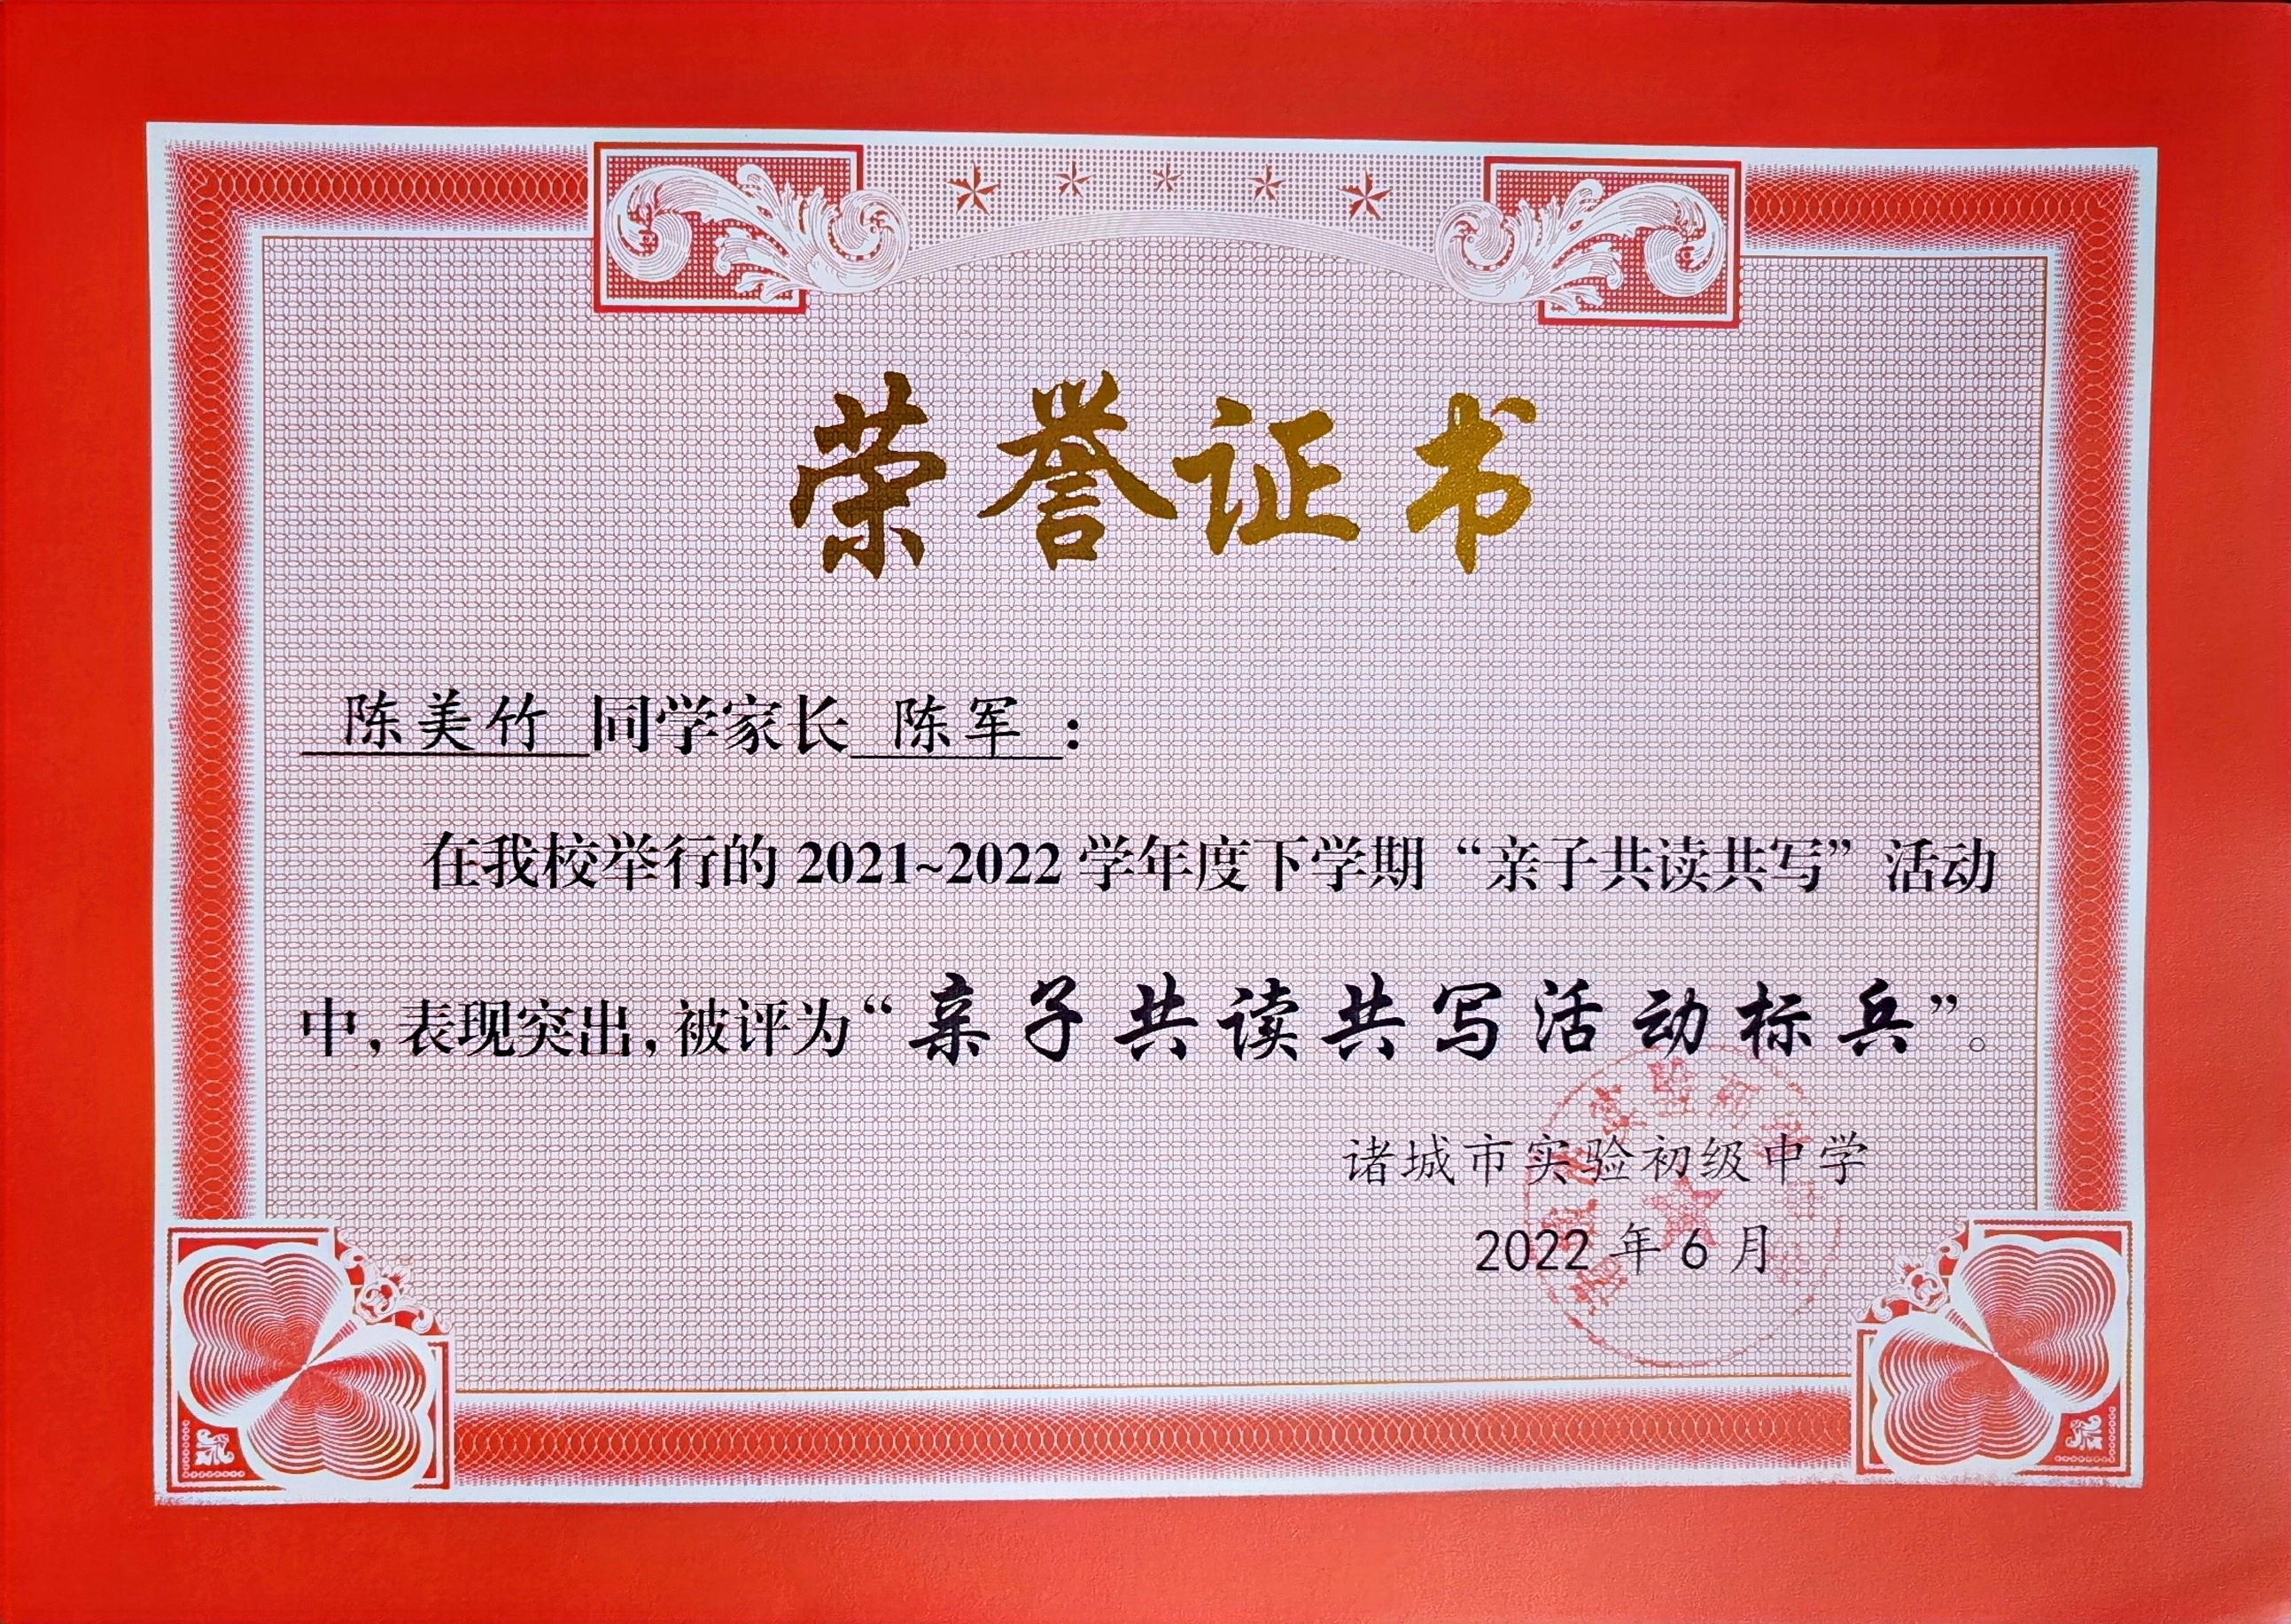 荣誉证书
陈美竹 同学家长 陈军 ：
在我校举行的 2021~2022 学年度下学期“亲子共读共写”活动
中，表现突出，被评为“亲子共读共写活动标兵”。
诸城市实验初级中学
2022 年 6 月